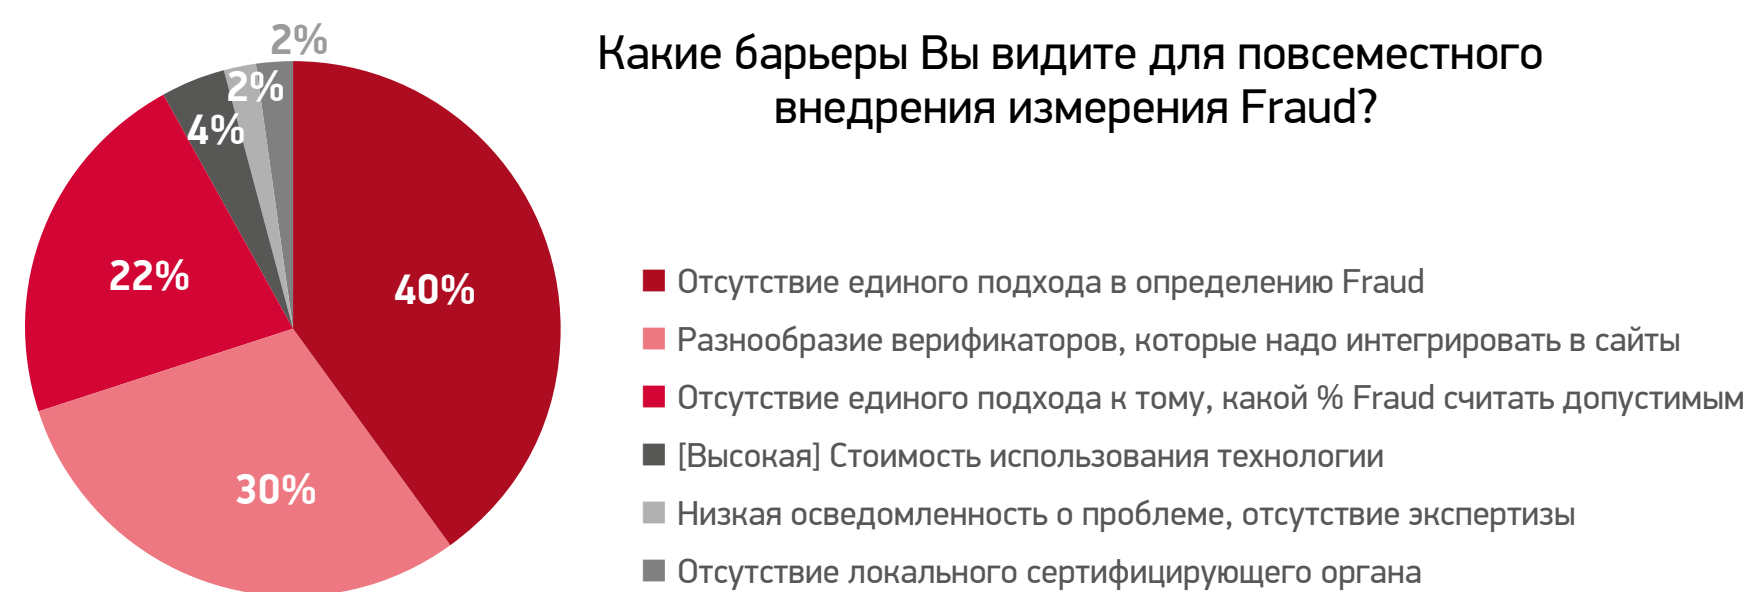 2%
2%
4%
22%
40%
30%
Какие барьеры Вы видите для повсеместного
внедрения измерения Fraud?
Отсутствие единого подхода в определению Fraud
Разнообразие верификаторов, которые надо интегрировать в сайты
Отсутствие единого подхода к тому, какой % Fraud считать допустимым
[Высокая] Стоимость использования технологии
Низкая осведомленность о проблеме, отсутствие экспертизы
Отсутствие локального сертифицирующего органа